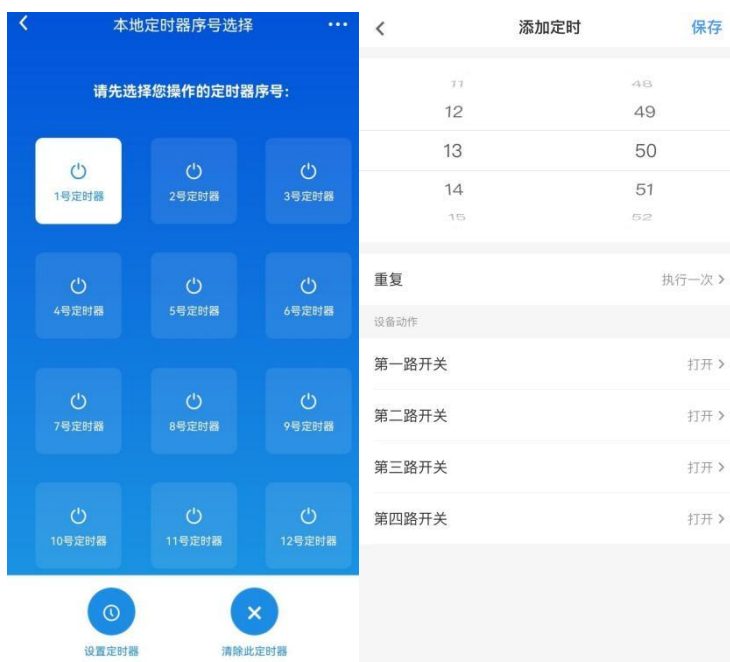 本地定时器序号选择
请先选择您操作的定时器序号:
1号定时器
2号定时器
3号定时器
4号定时器
5号定时器
6号定时器
7号定时器
8号定时器
9号定时器
10号定时器
11号定时器
12号定时器
设置定时器
清除此定时器
添加定时
保存
11 48
12 49
13 50
14 51
15 52
重复 执行一次
设备动作
第一路开关 打开
第二路开关 打开
第三路开关 打开
第四路开关 打开